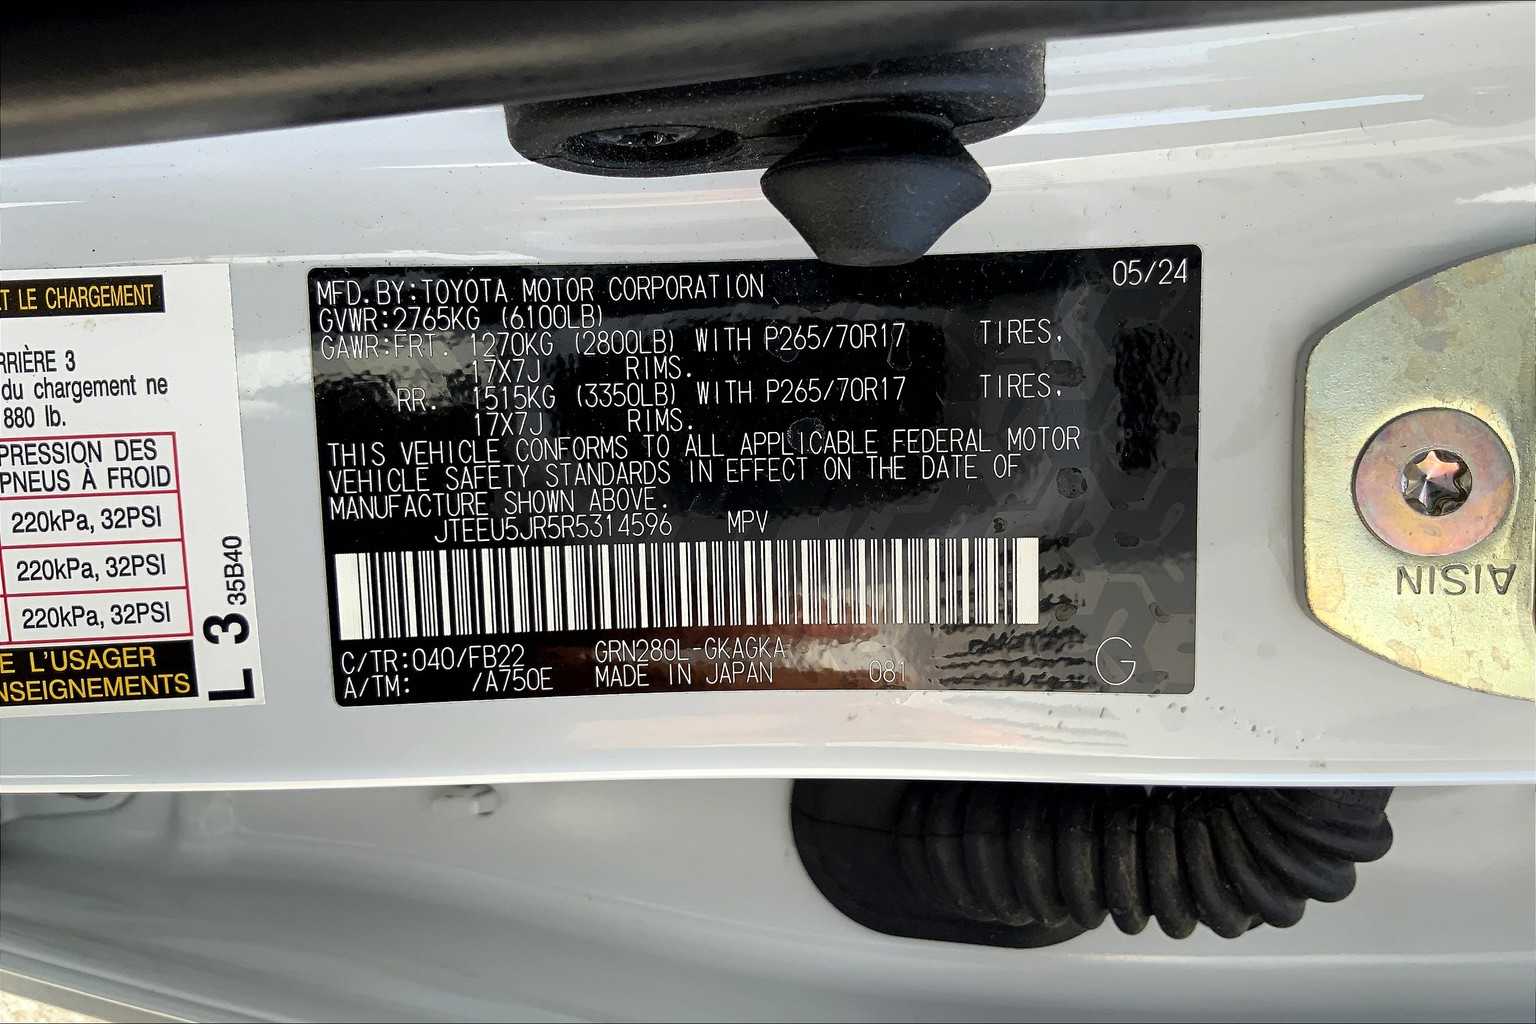 ET LE CHARGEMENT
RRIÈRE 3
du chargement ne
880 lb.
PRESSION DES
PNEUS À FROID
220kPa, 32PSI
220kPa, 32PSI
220kPa, 32PSI
E L'USAGER
NSEIGNEMENTS
L 3 35B40
MFD.BY:TOYOTA MOTOR CORPORATION 05/24
GVWR:2765KG (6100LB)
GAWR:FRT. 1270KG (2800LB) WITH P265/70R17 TIRES,
17X7J RIMS.
RR. 1515KG (3350LB) WITH P265/70R17 TIRES,
17X7J RIMS.
THIS VEHICLE CONFORMS TO ALL APPLICABLE FEDERAL MOTOR
VEHICLE SAFETY STANDARDS IN EFFECT ON THE DATE OF
MANUFACTURE SHOWN ABOVE.
JTEEU5JR5R5314596 MPV
C/TR:040/FB22 GRN280L-GKAGKA
A/TM: /A750E MADE IN JAPAN 081 G
AISIN